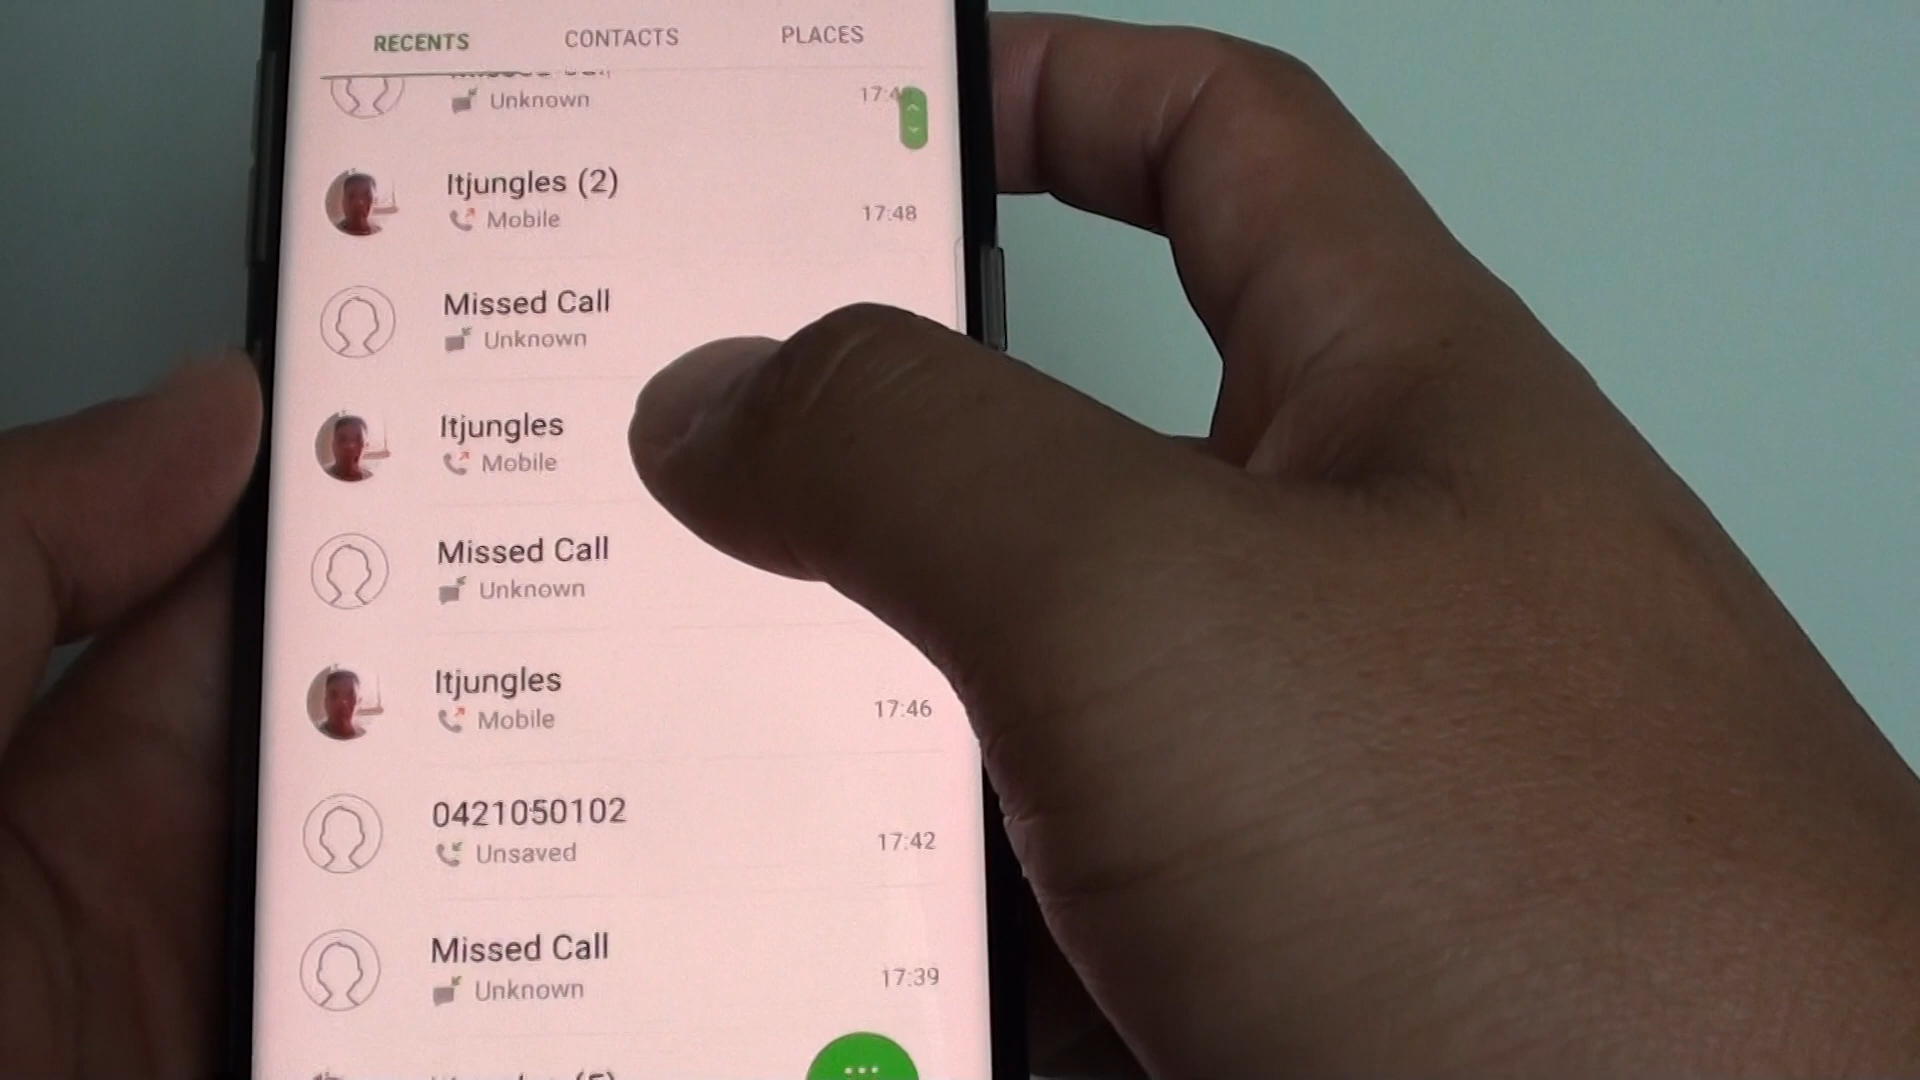 RECENTS CONTACTS PLACES
Unknown
Itjungles (2)
Mobile
17:48
Missed Call
Unknown
Itjungles
Mobile
Missed Call
Unknown
Itjungles
Mobile
17:46
0421050102
Unsaved
17:42
Missed Call
Unknown
17:39